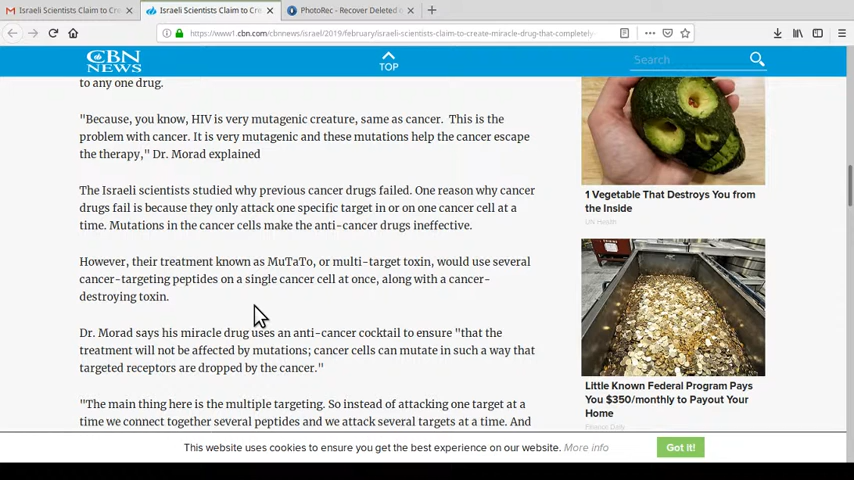 Israeli Scientists Claim to Cre
Israeli Scientists Claim to Cre
PhotoRec - Recover Deleted
https://www1.cbn.com/cbnnews/israel/2019/february/israeli-scientists-claim-to-create-miracle-drug-that-completely-
CBN
NEWS
TOP
Search
to any one drug.
"Because, you know, HIV is very mutagenic creature, same as cancer. This is the
problem with cancer. It is very mutagenic and these mutations help the cancer escape
the therapy," Dr. Morad explained
The Israeli scientists studied why previous cancer drugs failed. One reason why cancer
drugs fail is because they only attack one specific target in or on one cancer cell at a
time. Mutations in the cancer cells make the anti-cancer drugs ineffective.
However, their treatment known as MuTaTo, or multi-target toxin, would use several
cancer-targeting peptides on a single cancer cell at once, along with a cancer-
destroying toxin.
Dr. Morad says his miracle drug uses an anti-cancer cocktail to ensure "that the
treatment will not be affected by mutations; cancer cells can mutate in such a way that
targeted receptors are dropped by the cancer."
"The main thing here is the multiple targeting. So instead of attacking one target at a
time we connect together several peptides and we attack several targets at a time. And
1 Vegetable That Destroys You from
the Inside
UN Health
Little Known Federal Program Pays
You $350/monthly to Payout Your
Home
Finance Daily
This website uses cookies to ensure you get the best experience on our website. More info
Got it!